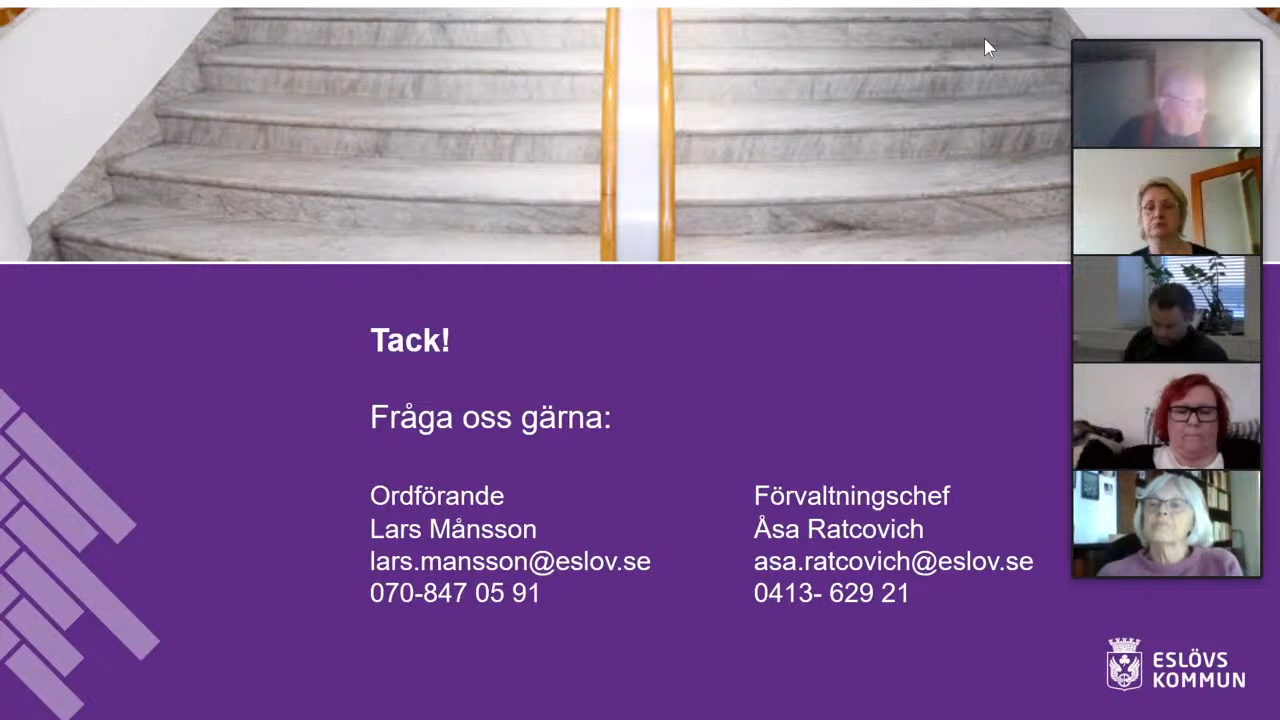 Tack!
Fråga oss gärna:
Ordförande
Lars Månsson
lars.mansson@eslov.se
070-847 05 91
Förvaltningschef
Åsa Ratcovich
asa.ratcovich@eslov.se
0413- 629 21
ESLÖVS
KOMMUN